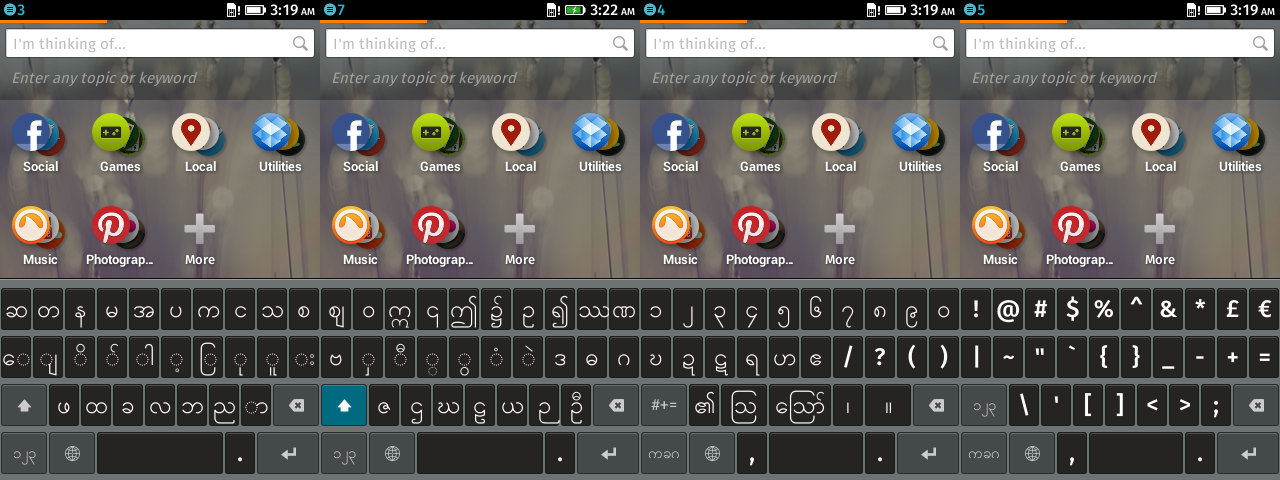 3 3:19 AM
I'm thinking of...
Enter any topic or keyword
Social Games Local Utilities
Music Photograp... More
ဆ တ န မ အ ပ က င သ စ
ေ ျ ိ ် ါ ့ ြ ု ူ း
ဖ ထ ခ လ ဘ ည ာ
၁၂၃ .
7 3:22 AM
I'm thinking of...
Enter any topic or keyword
Social Games Local Utilities
Music Photograp... More
ဈ ဝ ဣ ၎ ဤ ၌ ဥ ၍ ဿ ဏ
ဗ ှ ီ ္ ွ ံ ဲ ဒ ဓ ဂ
ဇ ဌ ဃ ဠ ယ ဉ ဦ
၁၂၃ .
4 3:19 AM
I'm thinking of...
Enter any topic or keyword
Social Games Local Utilities
Music Photograp... More
၁ ၂ ၃ ၄ ၅ ၆ ၇ ၈ ၉ ၀
ဎ ဍ ဋ ရ ဟ ဧ / ? ( )
#+= ၏ ဩ ဪ ၊ ။
ကခဂ , .
5 3:19 AM
I'm thinking of...
Enter any topic or keyword
Social Games Local Utilities
Music Photograp... More
! @ # $ % ^ & * £ €
| ~ " ` { } _ - + =
၁၂၃ \ ' [ ] < > ;
ကခဂ , .